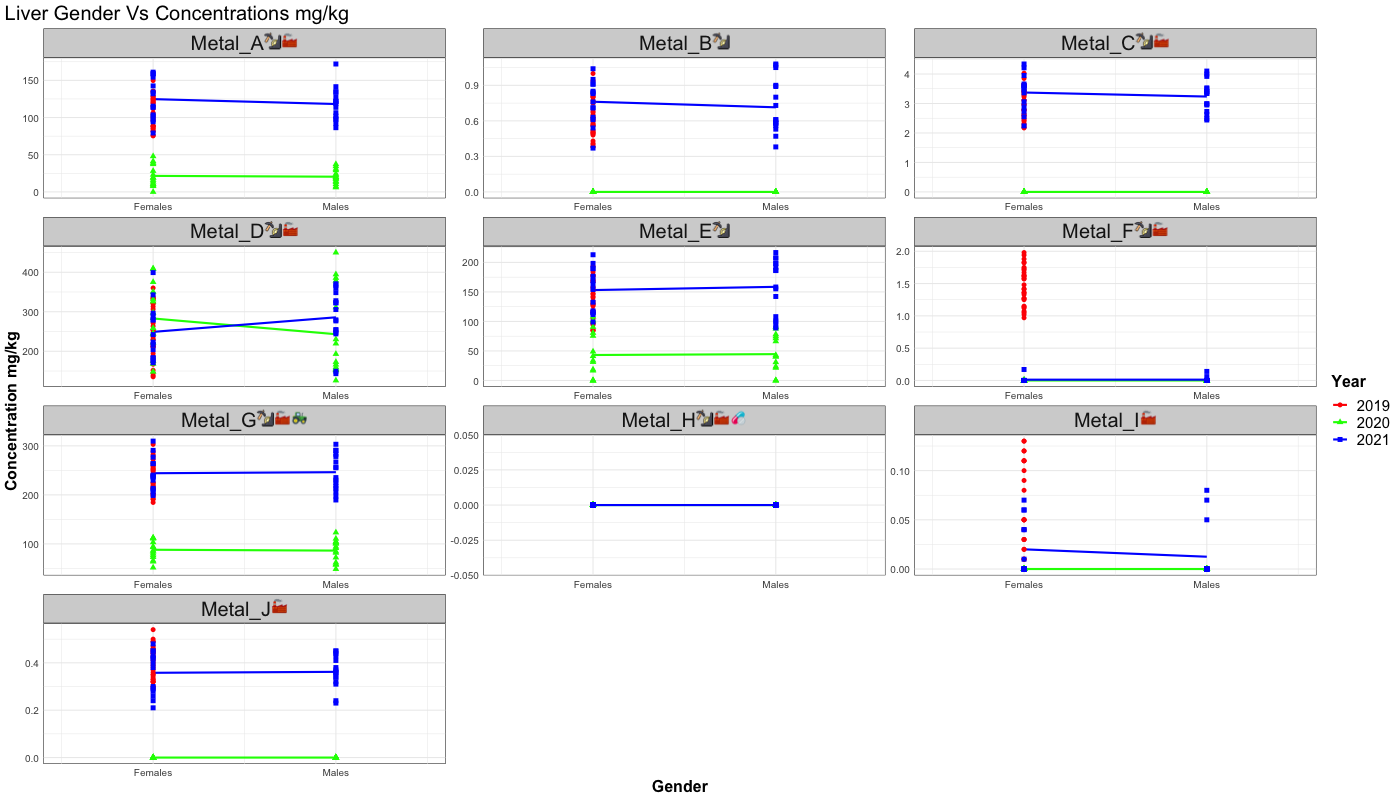 Liver Gender Vs Concentrations mg/kg
Metal_A
Metal_B
Metal_C
150
100
50
0
Females
Males
0.9
0.6
0.3
0.0
Females
Males
4
3
2
1
0
Females
Males
Metal_D
Metal_E
Metal_F
400
300
200
Females
Males
200
150
100
50
0
Females
Males
2.0
1.5
1.0
0.5
0.0
Females
Males
Metal_G
Metal_H
Metal_I
300
200
100
Females
Males
0.050
0.025
0.000
-0.025
-0.050
Females
Males
0.10
0.05
0.00
Females
Males
Metal_J
0.4
0.2
0.0
Females
Males
Concentration mg/kg
Gender
Year
2019
2020
2021